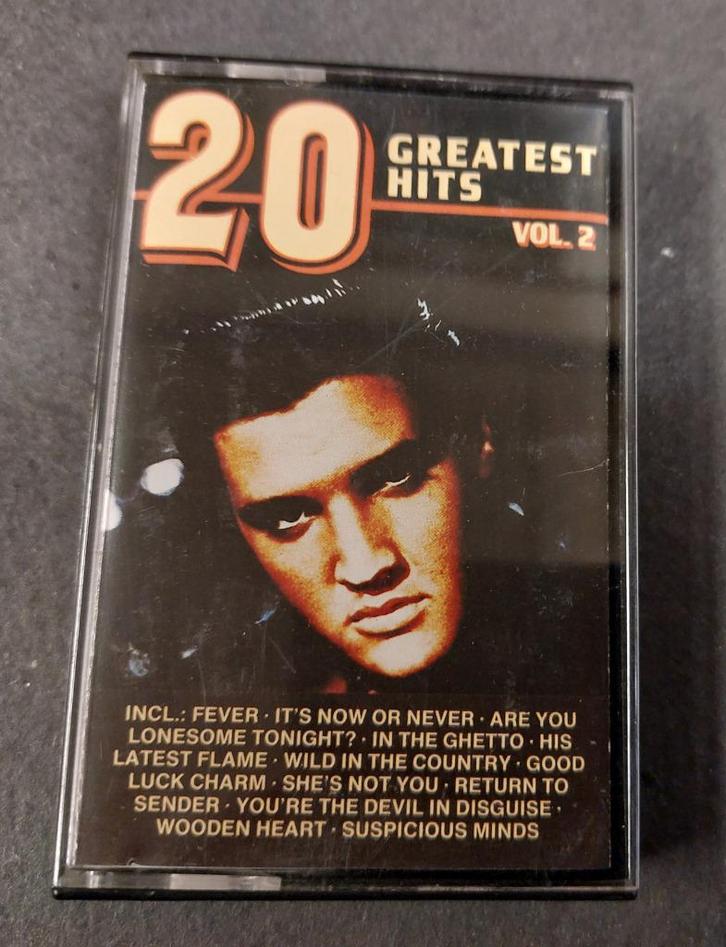 20 GREATEST
HITS
VOL. 2
INCL.: FEVER · IT'S NOW OR NEVER · ARE YOU
LONESOME TONIGHT? · IN THE GHETTO · HIS
LATEST FLAME · WILD IN THE COUNTRY · GOOD
LUCK CHARM · SHE'S NOT YOU · RETURN TO
SENDER · YOU'RE THE DEVIL IN DISGUISE ·
WOODEN HEART · SUSPICIOUS MINDS